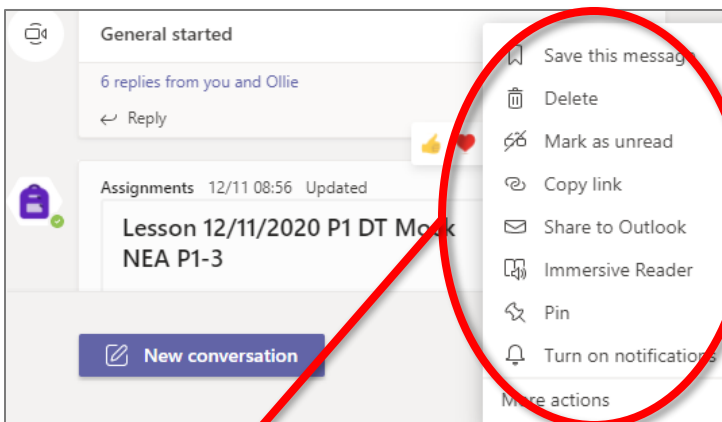 General started
6 replies from you and Ollie
Reply
Assignments 12/11 08:56 Updated
Lesson 12/11/2020 P1 DT Mock
NEA P1-3
New conversation
Save this message
Delete
Mark as unread
Copy link
Share to Outlook
Immersive Reader
Pin
Turn on notifications
More actions